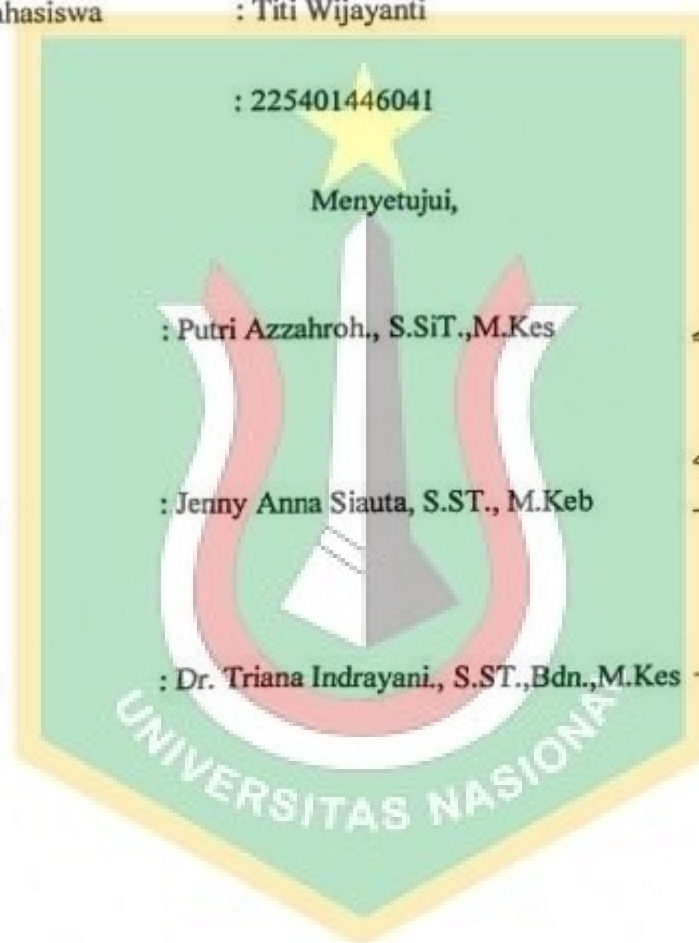 ahasiswa : Titi Wijayanti
: 225401446041
Menyetujui,
: Putri Azzahroh., S.SiT.,M.Kes
: Jenny Anna Siauta, S.ST., M.Keb
: Dr. Triana Indrayani., S.ST.,Bdn.,M.Kes
UNIVERSITAS NASIONAL